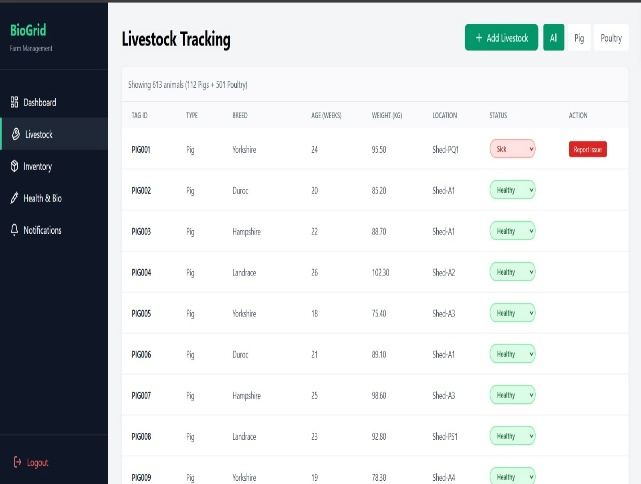 BioGrid
Farm Management
Dashboard
Livestock
Inventory
Health & Bio
Notifications
Logout
Livestock Tracking
+ Add Livestock All Pig Poultry
Showing 613 animals (112 Pigs + 501 Poultry)
TAG ID TYPE BREED AGE (WEEKS) WEIGHT (KG) LOCATION STATUS ACTION
PIG001 Pig Yorkshire 24 95.50 Shed-PQ1 Sick Report Issue
PIG002 Pig Duroc 20 85.20 Shed-A1 Healthy
PIG003 Pig Hampshire 22 88.70 Shed-A1 Healthy
PIG004 Pig Landrace 26 102.30 Shed-A2 Healthy
PIG005 Pig Yorkshire 18 75.40 Shed-A3 Healthy
PIG006 Pig Duroc 21 89.10 Shed-A1 Healthy
PIG007 Pig Hampshire 25 98.60 Shed-A3 Healthy
PIG008 Pig Landrace 23 92.80 Shed-PS1 Healthy
PIG009 Pig Yorkshire 19 78.30 Shed-A4 Healthy